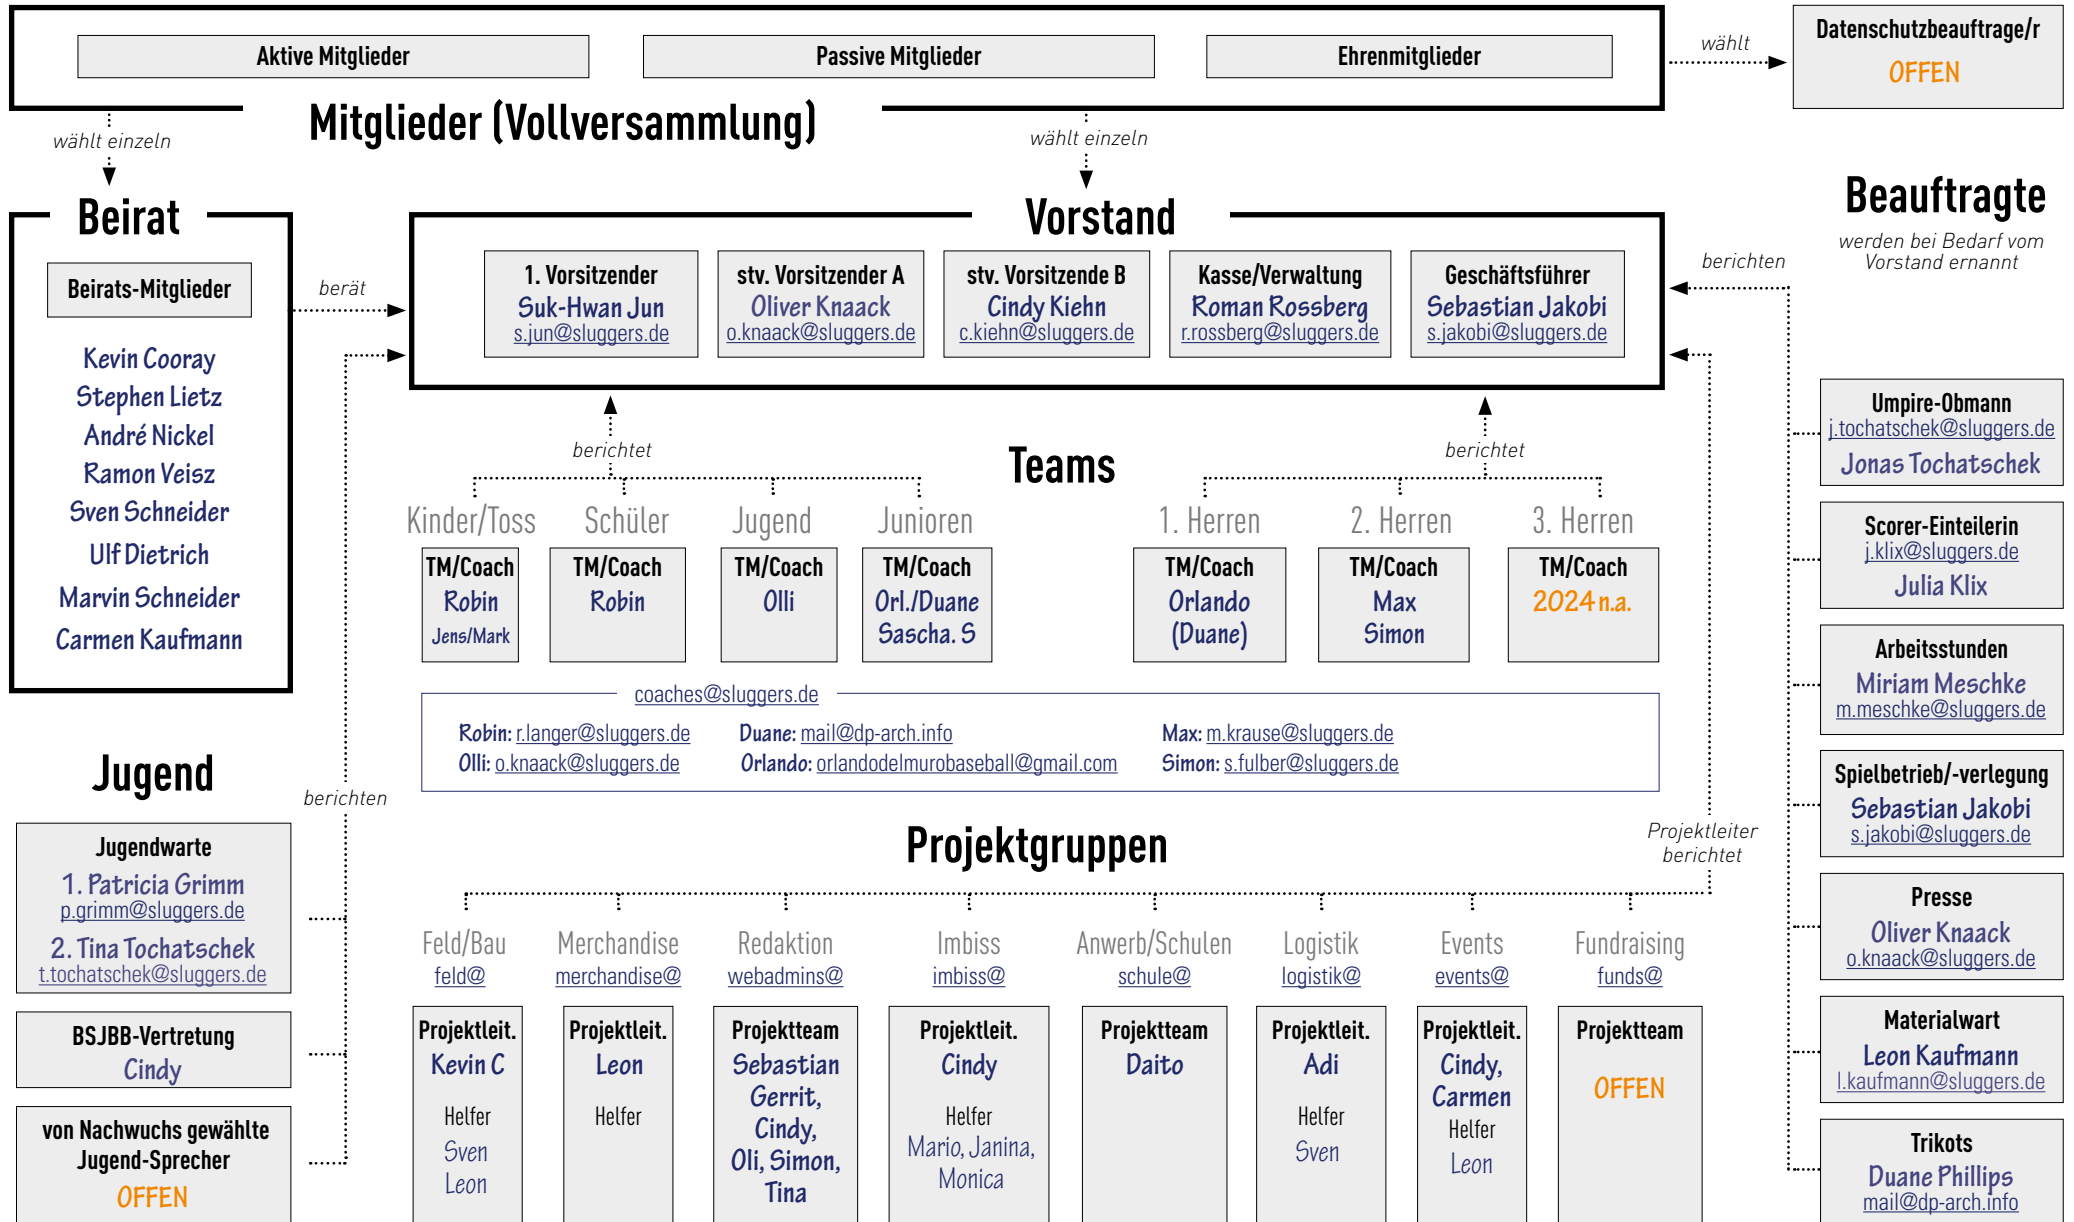 Aktive Mitglieder
Passive Mitglieder
Ehrenmitglieder
Mitglieder (Vollversammlung)
wählt
Datenschutzbeauftrage/r
OFFEN
wählt einzeln
wählt einzeln
Beirat
Beirats-Mitglieder
Kevin Cooray
Stephen Lietz
André Nickel
Ramon Veisz
Sven Schneider
Ulf Dietrich
Marvin Schneider
Carmen Kaufmann
berät
Vorstand
1. Vorsitzender
Suk-Hwan Jun
s.jun@sluggers.de
stv. Vorsitzender A
Oliver Knaack
o.knaack@sluggers.de
stv. Vorsitzende B
Cindy Kiehn
c.kiehn@sluggers.de
Kasse/Verwaltung
Roman Rossberg
r.rossberg@sluggers.de
Geschäftsführer
Sebastian Jakobi
s.jakobi@sluggers.de
berichten
Beauftragte
werden bei Bedarf vom
Vorstand ernannt
Umpire-Obmann
j.tochatschek@sluggers.de
Jonas Tochatschek
Scorer-Einteilerin
j.klix@sluggers.de
Julia Klix
Arbeitsstunden
Miriam Meschke
m.meschke@sluggers.de
Spielbetrieb/-verlegung
Sebastian Jakobi
s.jakobi@sluggers.de
Presse
Oliver Knaack
o.knaack@sluggers.de
Materialwart
Leon Kaufmann
l.kaufmann@sluggers.de
Trikots
Duane Phillips
mail@dp-arch.info
berichtet
Teams
berichtet
Kinder/Toss
TM/Coach
Robin
Jens/Mark
Schüler
TM/Coach
Robin
Jugend
TM/Coach
Olli
Junioren
TM/Coach
Orl./Duane
Sascha. S
1. Herren
TM/Coach
Orlando
(Duane)
2. Herren
TM/Coach
Max
Simon
3. Herren
TM/Coach
2024 n.a.
coaches@sluggers.de
Robin: r.langer@sluggers.de
Duane: mail@dp-arch.info
Max: m.krause@sluggers.de
Olli: o.knaack@sluggers.de
Orlando: orlandodelmurobaseball@gmail.com
Simon: s.fulber@sluggers.de
Jugend
berichten
Jugendwarte
1. Patricia Grimm
p.grimm@sluggers.de
2. Tina Tochatschek
t.tochatschek@sluggers.de
BSJBB-Vertretung
Cindy
von Nachwuchs gewählte
Jugend-Sprecher
OFFEN
Projektgruppen
Projektleiter
berichtet
Feld/Bau
feld@
Projektleit.
Kevin C
Helfer
Sven
Leon
Merchandise
merchandise@
Projektleit.
Leon
Helfer
Redaktion
webadmins@
Projektteam
Sebastian
Gerrit,
Cindy,
Oli, Simon,
Tina
Imbiss
imbiss@
Projektleit.
Cindy
Helfer
Mario, Janina,
Monica
Anwerb/Schulen
schule@
Projektteam
Daito
Logistik
logistik@
Projektleit.
Adi
Helfer
Sven
Events
events@
Projektleit.
Cindy,
Carmen
Helfer
Leon
Fundraising
funds@
Projektteam
OFFEN